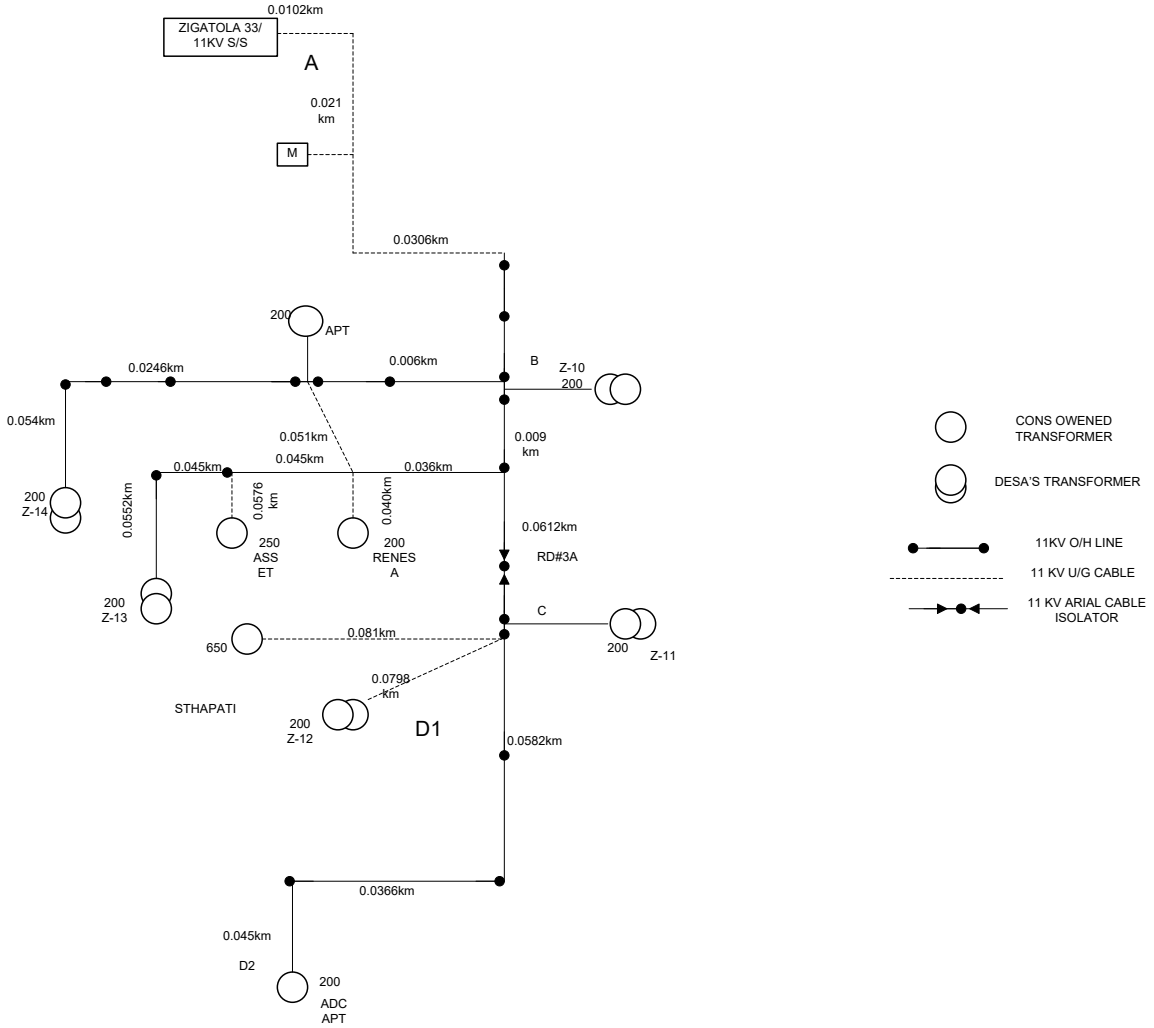 0.0102km
ZIGATOLA 33/
11KV S/S
A
0.021
km
M
0.0306km
200
APT
0.0246km
0.006km
B
Z-10
200
0.054km
0.051km
0.009
km
CONS OWENED
TRANSFORMER
0.045km
0.045km
0.036km
0.0552km
0.0576
km
0.040km
DESA'S TRANSFORMER
200
Z-14
0.0612km
250
ASS
ET
200
RENES
A
RD#3A
11KV O/H LINE
11 KV U/G CABLE
200
Z-13
11 KV ARIAL CABLE
ISOLATOR
C
0.081km
650
200
Z-11
0.0798
km
STHAPATI
200
Z-12
D1
0.0582km
0.0366km
0.045km
D2
200
ADC
APT